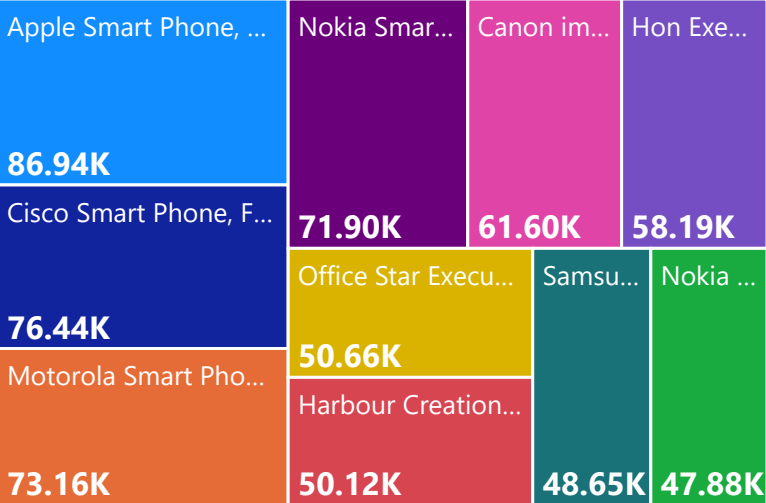 Apple Smart Phone, ...
86.94K
Cisco Smart Phone, F...
76.44K
Motorola Smart Pho...
73.16K
Nokia Smar...
71.90K
Canon im...
61.60K
Hon Exe...
58.19K
Office Star Execu...
50.66K
Harbour Creation...
50.12K
Samsu...
48.65K
Nokia ...
47.88K